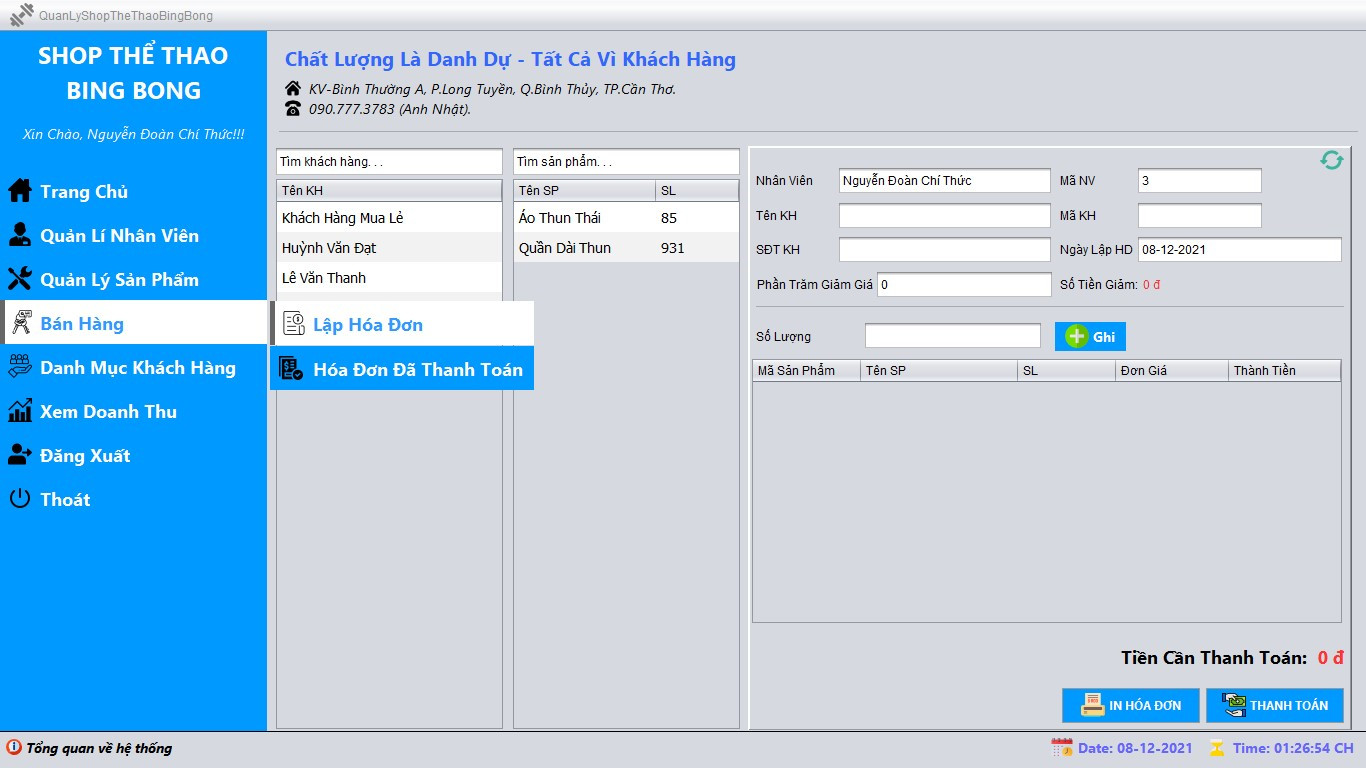 QuanLyShopTheThaoBingBong
SHOP THỂ THAO
BING BONG
Xin Chào, Nguyễn Đoàn Chí Thức!!!
Trang Chủ
Quản Lí Nhân Viên
Quản Lý Sản Phẩm
Bán Hàng
Danh Mục Khách Hàng
Xem Doanh Thu
Đăng Xuất
Thoát
Chất Lượng Là Danh Dự - Tất Cả Vì Khách Hàng
KV-Bình Thường A, P.Long Tuyền, Q.Bình Thủy, TP.Cần Thơ.
090.777.3783 (Anh Nhật).
Tìm khách hàng. . .
Tên KH
Khách Hàng Mua Lẻ
Huỳnh Văn Đạt
Lê Văn Thanh
Lập Hóa Đơn
Hóa Đơn Đã Thanh Toán
Tìm sản phẩm. . .
Tên SP SL
Áo Thun Thái 85
Quần Dài Thun 931
Nhân Viên Nguyễn Đoàn Chí Thức Mã NV 3
Tên KH Mã KH
SĐT KH Ngày Lập HD 08-12-2021
Phần Trăm Giảm Giá 0 Số Tiền Giảm: 0 đ
Số Lượng Ghi
Mã Sản Phẩm Tên SP SL Đơn Giá Thành Tiền
Tiền Cần Thanh Toán: 0 đ
IN HÓA ĐƠN THANH TOÁN
Tổng quan về hệ thống
Date: 08-12-2021 Time: 01:26:54 CH